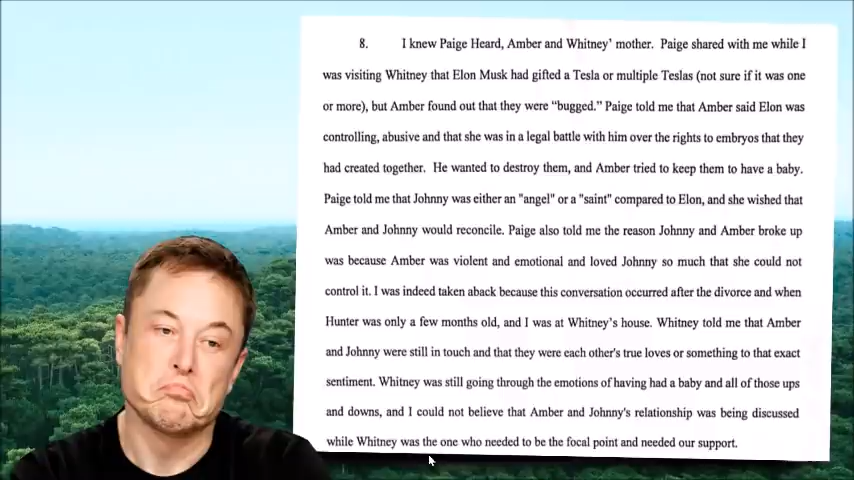 8. I knew Paige Heard, Amber and Whitney' mother. Paige shared with me while I
was visiting Whitney that Elon Musk had gifted a Tesla or multiple Teslas (not sure if it was one
or more), but Amber found out that they were "bugged." Paige told me that Amber said Elon was
controlling, abusive and that she was in a legal battle with him over the rights to embryos that they
had created together. He wanted to destroy them, and Amber tried to keep them to have a baby.
Paige told me that Johnny was either an "angel" or a "saint" compared to Elon, and she wished that
Amber and Johnny would reconcile. Paige also told me the reason Johnny and Amber broke up
was because Amber was violent and emotional and loved Johnny so much that she could not
control it. I was indeed taken aback because this conversation occurred after the divorce and when
Hunter was only a few months old, and I was at Whitney's house. Whitney told me that Amber
and Johnny were still in touch and that they were each other's true loves or something to that exact
sentiment. Whitney was still going through the emotions of having had a baby and all of those ups
and downs, and I could not believe that Amber and Johnny's relationship was being discussed
while Whitney was the one who needed to be the focal point and needed our support.